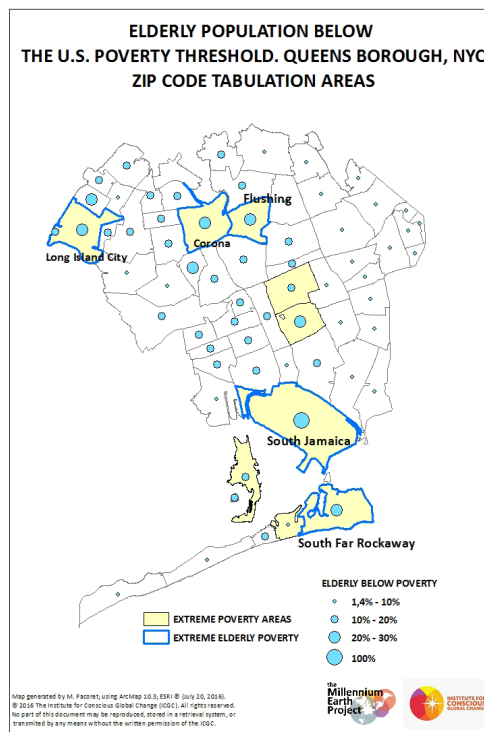 ELDERLY POPULATION BELOW
THE U.S. POVERTY THRESHOLD. QUEENS BOROUGH, NYC
ZIP CODE TABULATION AREAS
Flushing
Corona
Long Island City
South Jamaica
South Far Rockaway
ELDERLY BELOW POVERTY
1,4% - 10%
10% - 20%
20% - 30%
100%
EXTREME POVERTY AREAS
EXTREME ELDERLY POVERTY
Map generated by M. Pacoret; using ArcMap 10,3; ESRI ® (July 20, 2016).
© 2016 The Institute for Conscious Global Change (ICGC). All rights reserved.
No part of this document may be reproduced, stored in a retrieval system, or
transmitted by any means without the written permission of the ICGC.
the
Millennium
Earth
Project
INSTITUTE FOR
CONSCIOUS
GLOBAL CHANGE